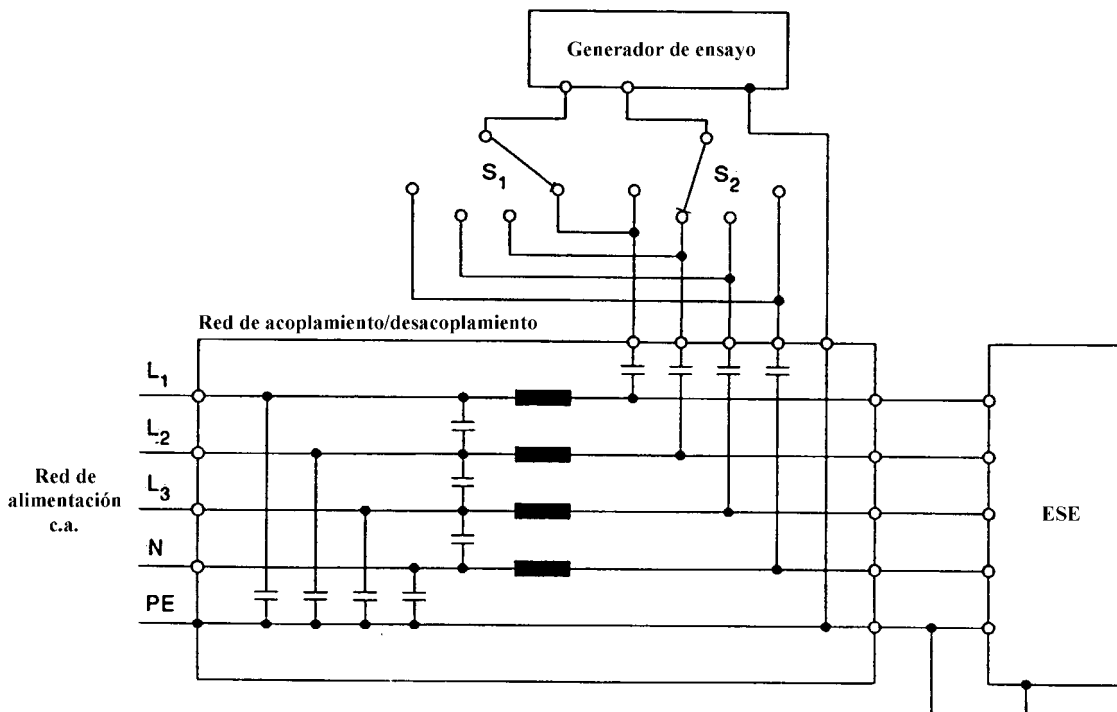 Generador de ensayo
S1
S2
Red de acoplamiento/desacoplamiento
L1
L2
L3
N
PE
Red de
alimentación
c.a.
ESE